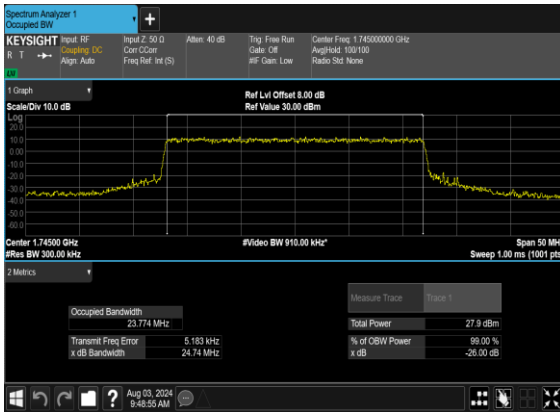 Spectrum Analyzer 1
Occupied BW
KEYSIGHT Input: RF Input Z: 50 Ω Atten: 40 dB Trig: Free Run Center Freq: 1.745000000 GHz
R T Coupling: DC Corr CCorr Gate: Off Avg|Hold: 100/100
Align: Auto Freq Ref: Int (S) #IF Gain: Low Radio Std: None
1 Graph
Ref Lvl Offset 8.00 dB
Scale/Div 10.0 dB Ref Value 30.00 dBm
Log
20.0
10.0
0.00
-10.0
-20.0
-30.0
-40.0
-50.0
-60.0
Center 1.74500 GHz #Video BW 910.00 kHz* Span 50 MH
#Res BW 300.00 kHz Sweep 1.00 ms (1001 pts
2 Metrics
Measure Trace Trace 1
Occupied Bandwidth
23.774 MHz Total Power 27.9 dBm
Transmit Freq Error 5.183 kHz % of OBW Power 99.00 %
x dB Bandwidth 24.74 MHz x dB -26.00 dB
Aug 03, 2024
9:48:55 AM